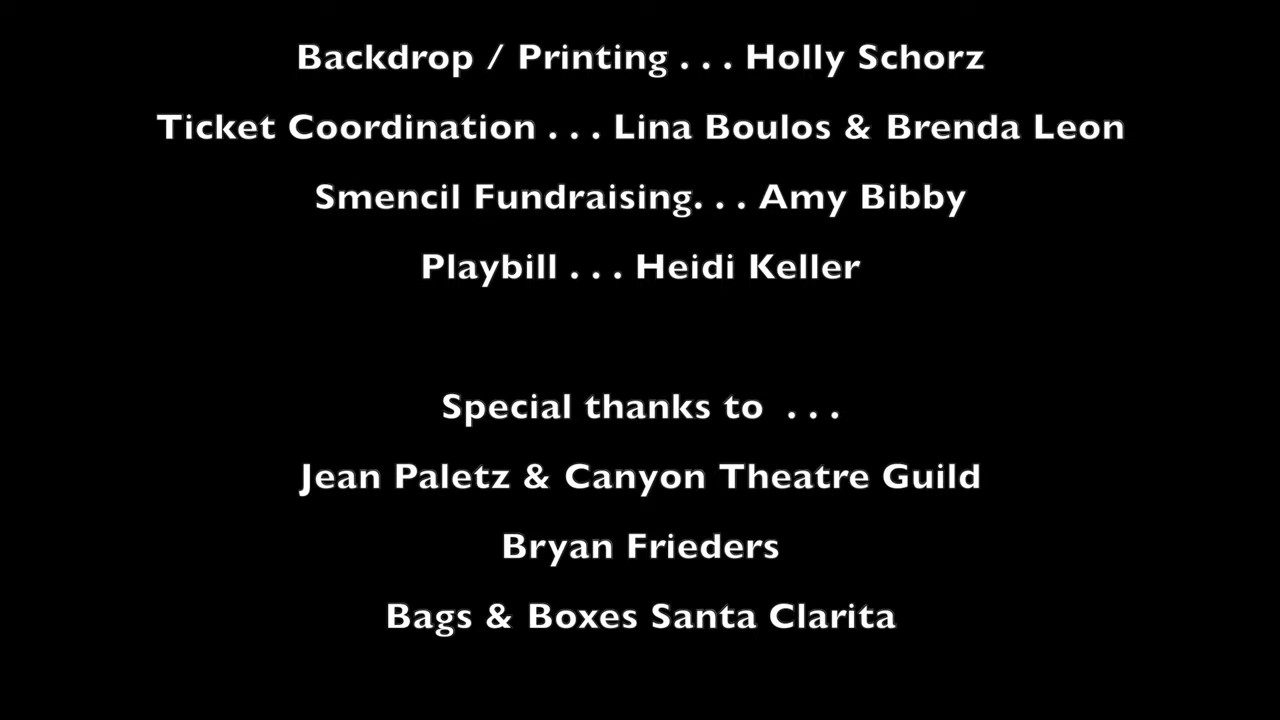 Backdrop / Printing . . . Holly Schorz
Ticket Coordination . . . Lina Boulos & Brenda Leon
Smencil Fundraising. . . Amy Bibby
Playbill . . . Heidi Keller
Special thanks to  . . .
Jean Paletz & Canyon Theatre Guild
Bryan Frieders
Bags & Boxes Santa Clarita